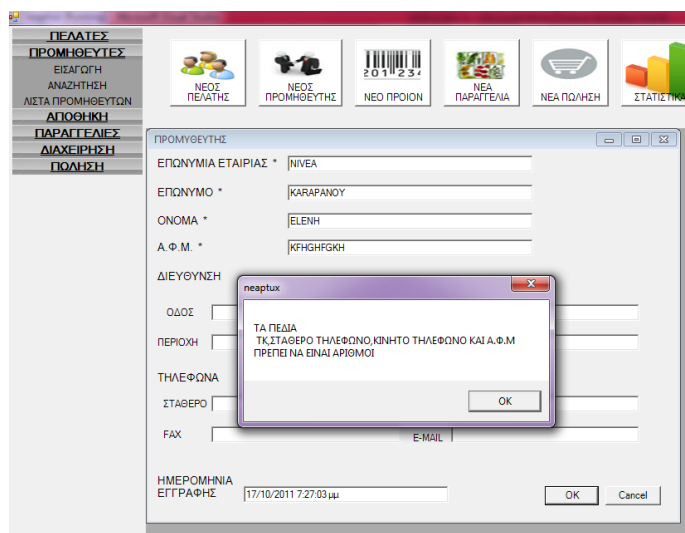 ΠΕΛΑΤΕΣ
ΠΡΟΜΗΘΕΥΤΕΣ
ΕΙΣΑΓΩΓΗ
ΑΝΑΖΗΤΗΣΗ
ΛΙΣΤΑ ΠΡΟΜΗΘΕΥΤΩΝ
ΑΠΟΘΗΚΗ
ΠΑΡΑΓΓΕΛΙΕΣ
ΔΙΑΧΕΙΡΗΣΗ
ΠΩΛΗΣΗ
ΝΕΟΣ
ΠΕΛΑΤΗΣ
ΝΕΟΣ
ΠΡΟΜΗΘΕΥΤΗΣ
ΝΕΟ ΠΡΟΙΟΝ
ΝΕΑ
ΠΑΡΑΓΓΕΛΙΑ
ΝΕΑ ΠΩΛΗΣΗ
ΣΤΑΤΙΣΤΙΚΑ
ΠΡΟΜΥΘΕΥΤΗΣ
ΕΠΩΝΥΜΙΑ ΕΤΑΙΡΙΑΣ * NIVEA
ΕΠΩΝΥΜΟ * KARAPANOY
ΟΝΟΜΑ * ELENH
Α.Φ.Μ. * KFHGHFGKH
ΔΙΕΥΘΥΝΣΗ
ΟΔΟΣ
ΠΕΡΙΟΧΗ
neaptux
ΤΑ ΠΕΔΙΑ
ΤΚ,ΣΤΑΘΕΡΟ ΤΗΛΕΦΩΝΟ,ΚΙΝΗΤΟ ΤΗΛΕΦΩΝΟ ΚΑΙ Α.Φ.Μ
ΠΡΕΠΕΙ ΝΑ ΕΙΝΑΙ ΑΡΙΘΜΟΙ
OK
ΤΗΛΕΦΩΝΑ
ΣΤΑΘΕΡΟ
FAX E-MAIL
ΗΜΕΡΟΜΗΝΙΑ
ΕΓΓΡΑΦΗΣ 17/10/2011 7:27:03 μμ
OK Cancel